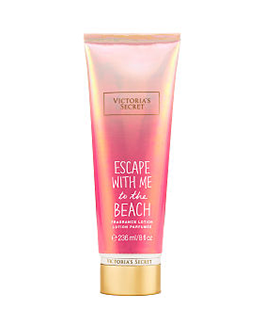 VICTORIA'S
SECRET
ESCAPE
WITH ME
to the
BEACH
FRAGRANCE LOTION
LOTION PARFUMÉE
℮ 236 ml/8 fl oz
VICTORIA'S SECRET